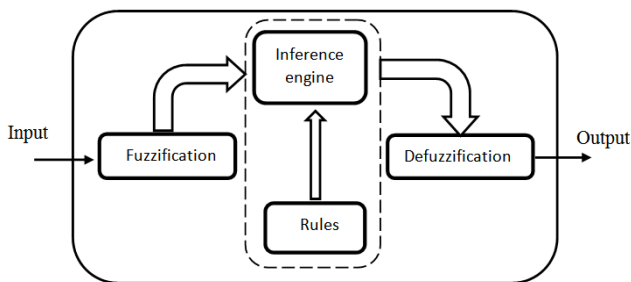 Input
Fuzzification
Inference
engine
Rules
Defuzzification
Output